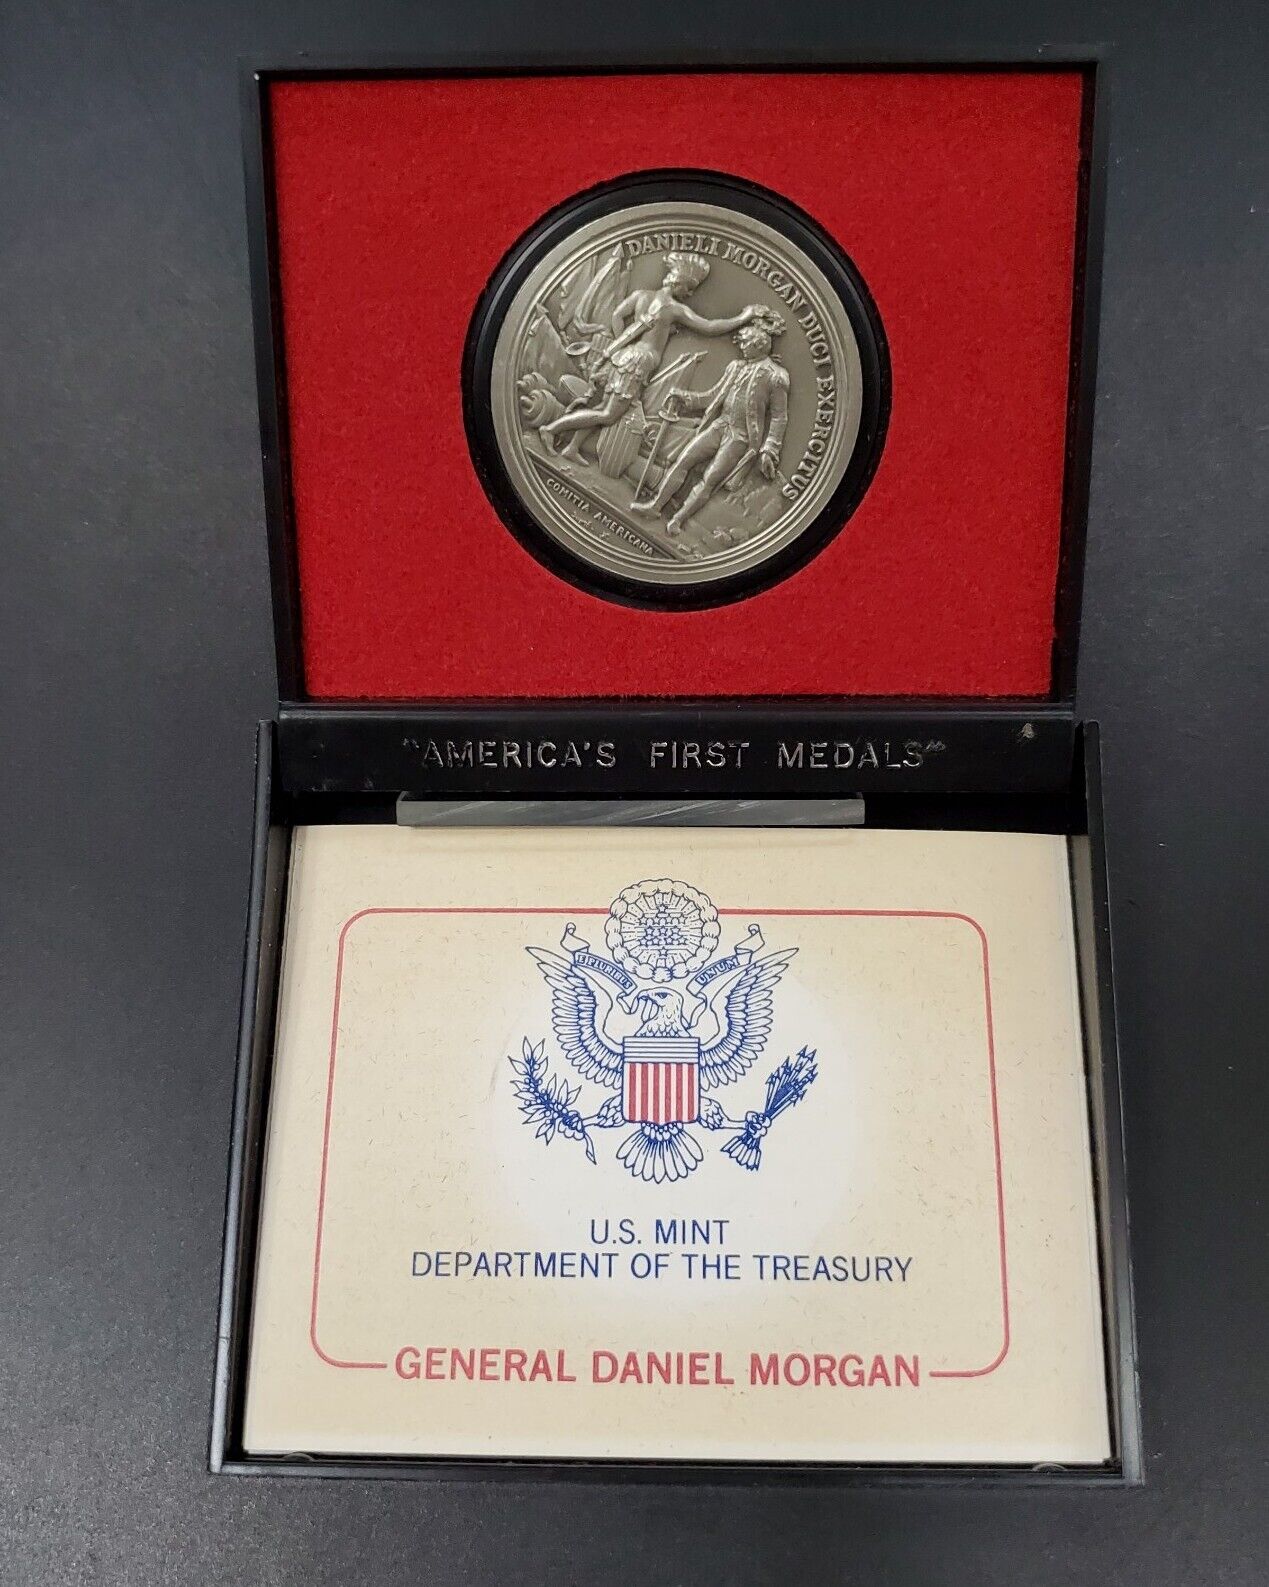 DANIELI MORGAN DUCI EXERCITUS
COMITIA AMERICANA
"AMERICA'S FIRST MEDALS"
E PLURIBUS UNUM
U.S. MINT
DEPARTMENT OF THE TREASURY
GENERAL DANIEL MORGAN